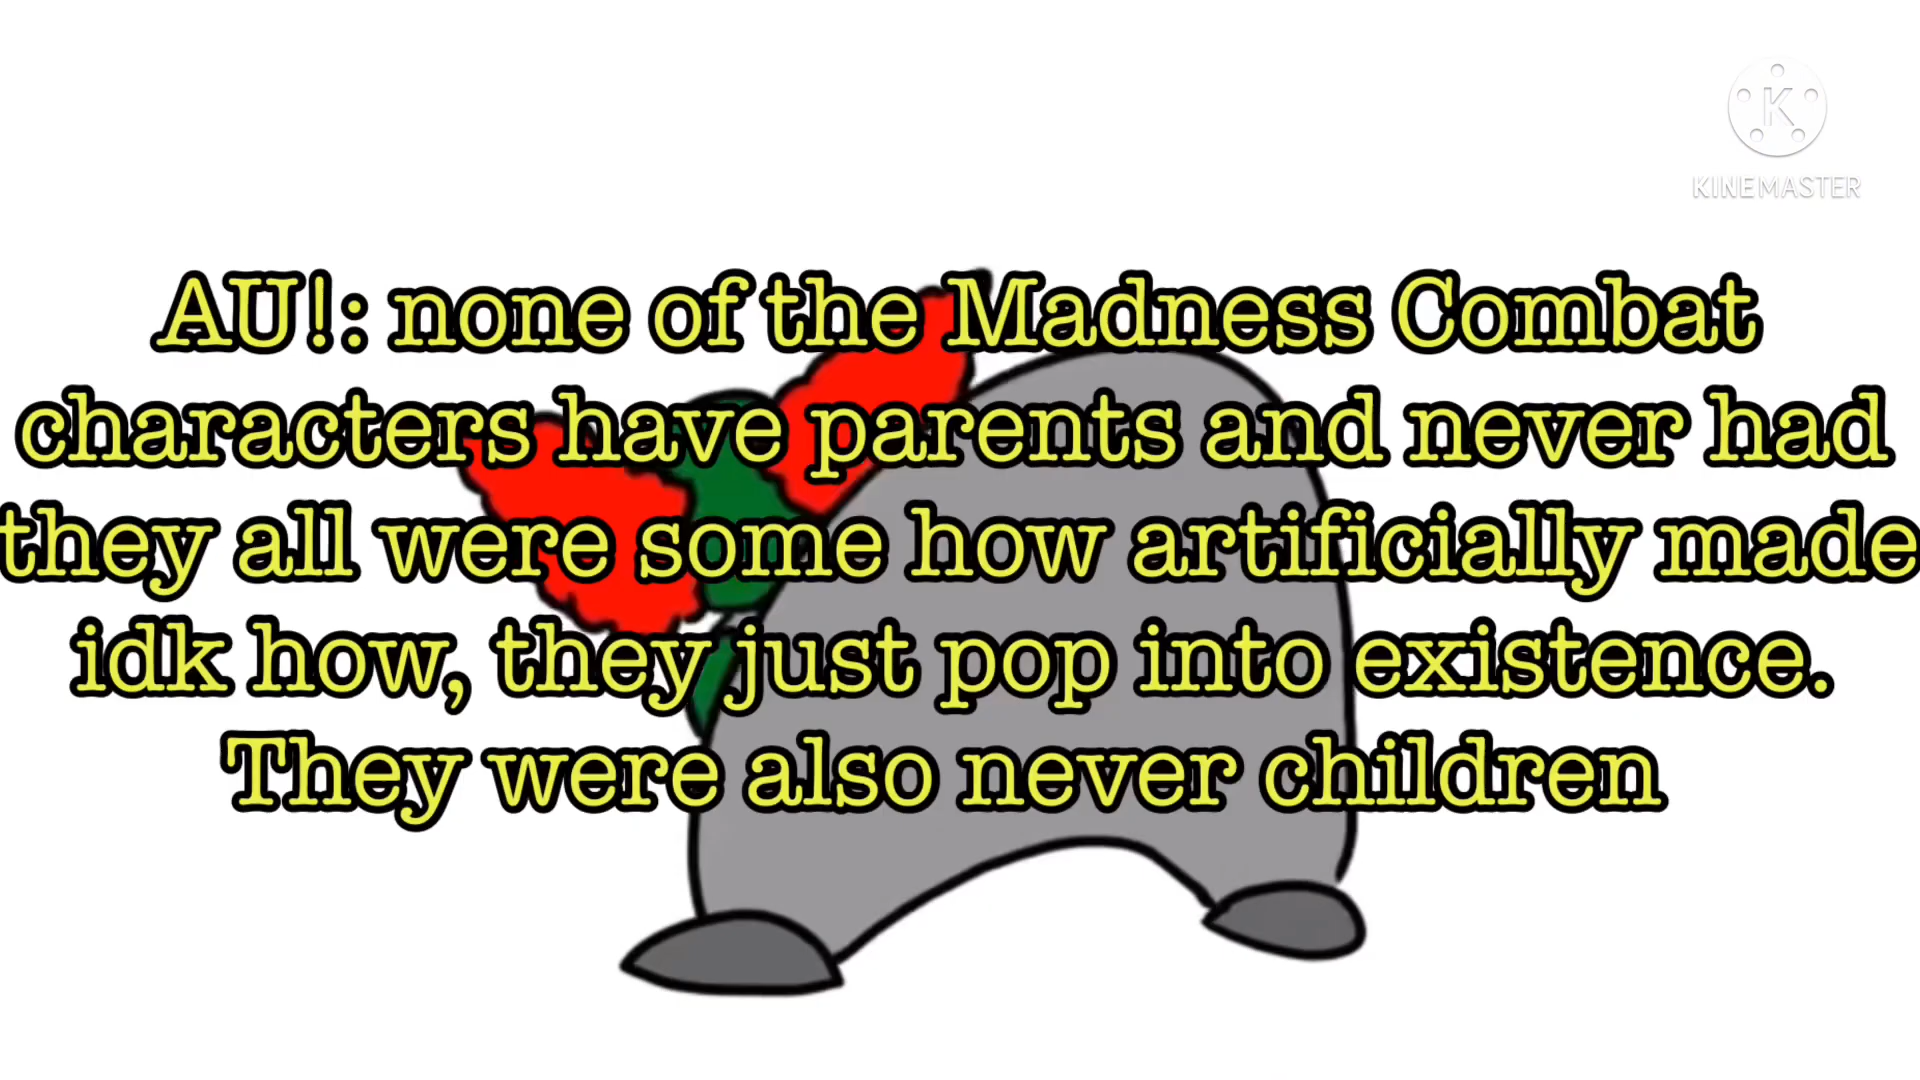 KINEMASTER
AU!: none of the Madness Combat
characters have parents and never had
they all were some how artificially made
idk how, they just pop into existence.
They were also never children